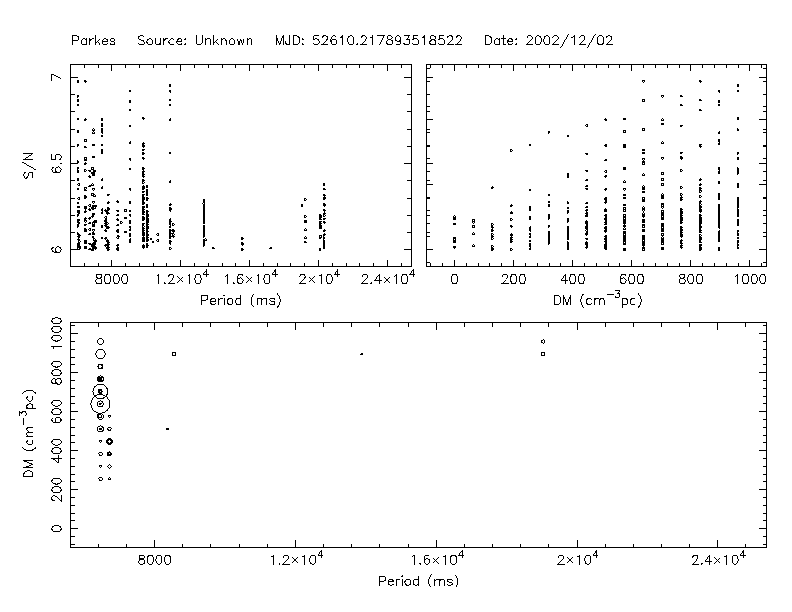 Parkes Source: Unknown MJD: 52610.217893518522 Date: 2002/12/02
7
6.5
6
S/N
8000 1.2×10⁴ 1.6×10⁴ 2×10⁴ 2.4×10⁴
Period (ms)
0 200 400 600 800 1000
DM (cm⁻³pc)
1000
800
600
400
200
0
DM (cm⁻³pc)
8000 1.2×10⁴ 1.6×10⁴ 2×10⁴ 2.4×10⁴
Period (ms)